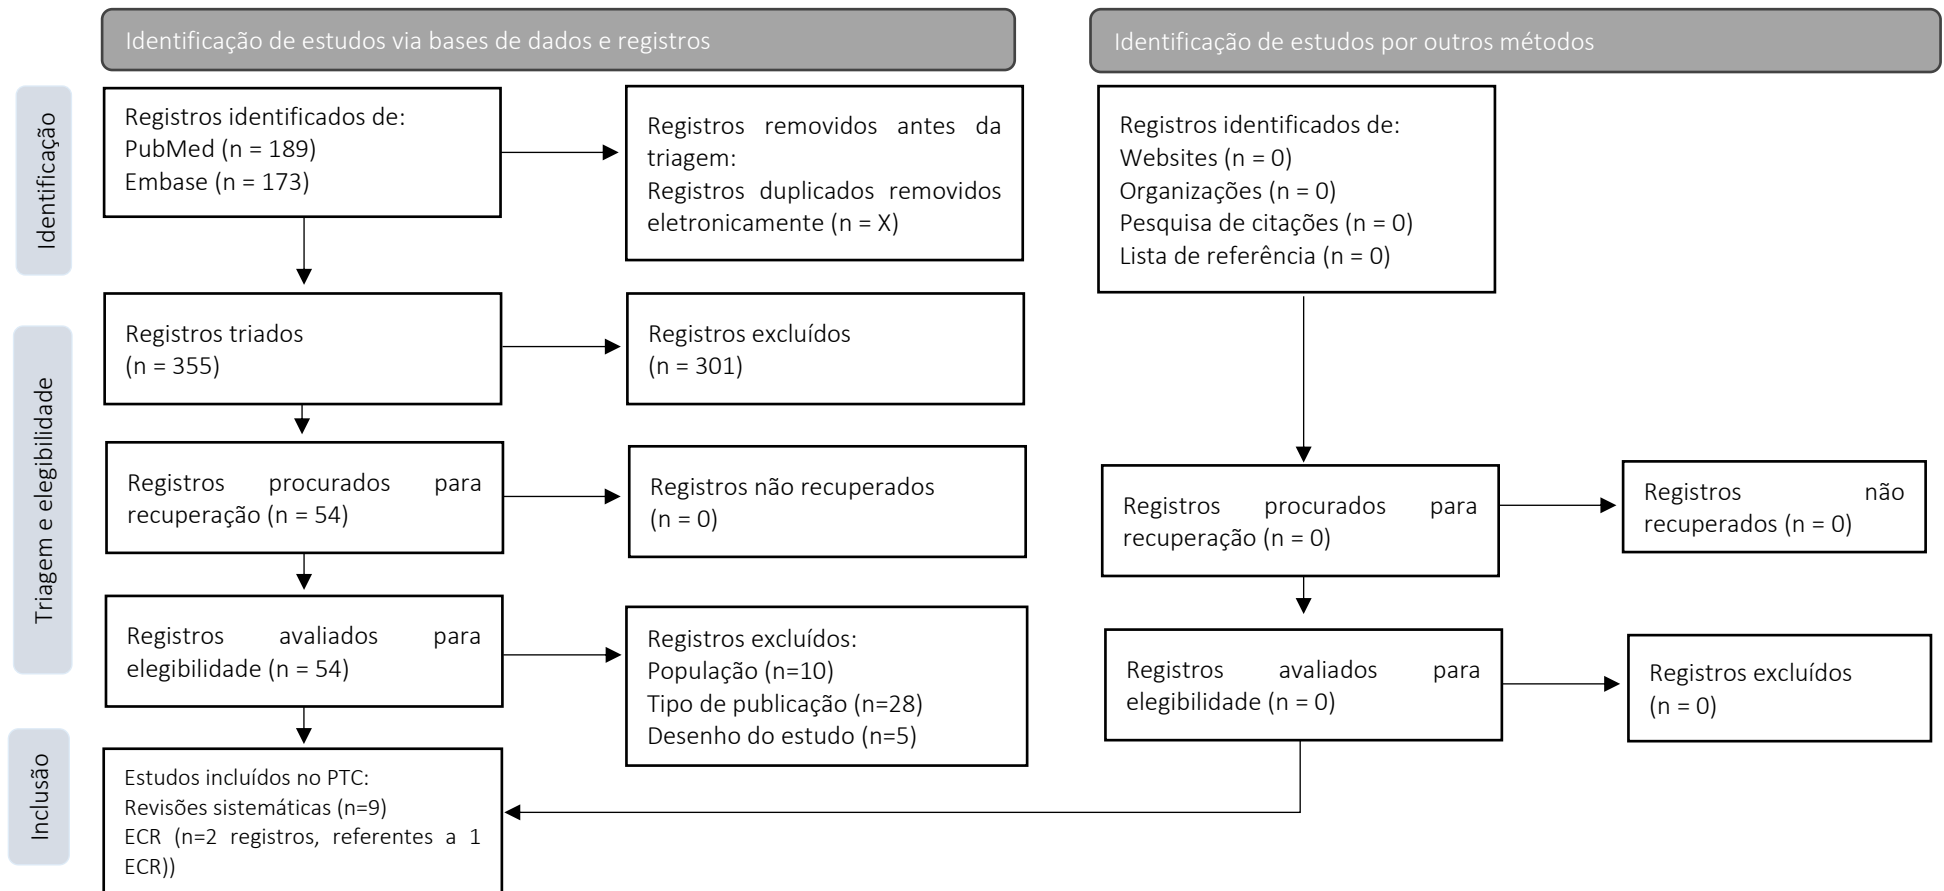 Identificação de estudos via bases de dados e registros
Identificação de estudos por outros métodos
Identificação
Registros identificados de:
PubMed (n = 189)
Embase (n = 173)
Registros removidos antes da
triagem:
Registros duplicados removidos
eletronicamente (n = X)
Registros identificados de:
Websites (n = 0)
Organizações (n = 0)
Pesquisa de citações (n = 0)
Lista de referência (n = 0)
Triagem e elegibilidade
Registros triados
(n = 355)
Registros excluídos
(n = 301)
Registros procurados para
recuperação (n = 54)
Registros não recuperados
(n = 0)
Registros procurados para
recuperação (n = 0)
Registros não
recuperados (n = 0)
Registros avaliados para
elegibilidade (n = 54)
Registros excluídos:
População (n=10)
Tipo de publicação (n=28)
Desenho do estudo (n=5)
Registros avaliados para
elegibilidade (n = 0)
Registros excluídos
(n = 0)
Inclusão
Estudos incluídos no PTC:
Revisões sistemáticas (n=9)
ECR (n=2 registros, referentes a 1
ECR))